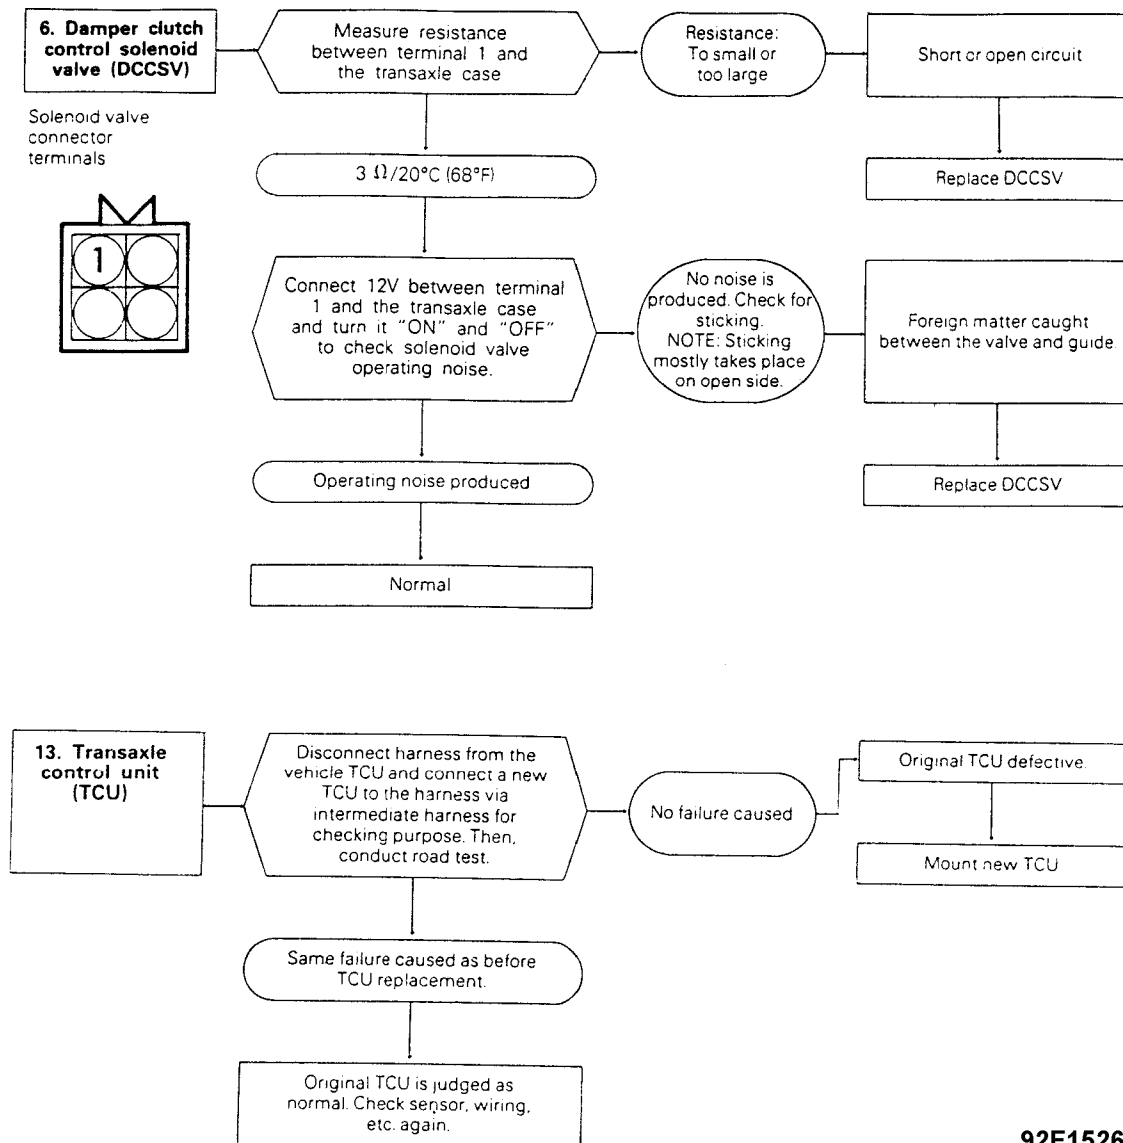 6. Damper clutch
control solenoid
valve (DCCSV)
Measure resistance
between terminal 1 and
the transaxle case
Resistance:
To small or
too large
Short or open circuit
Replace DCCSV
Solenoid valve
connector
terminals
1
3 Ω/20°C (68°F)
Connect 12V between terminal
1 and the transaxle case
and turn it "ON" and "OFF"
to check solenoid valve
operating noise.
No noise is
produced. Check for
sticking.
NOTE: Sticking
mostly takes place
on open side.
Foreign matter caught
between the valve and guide.
Replace DCCSV
Operating noise produced
Normal
13. Transaxle
control unit
(TCU)
Disconnect harness from the
vehicle TCU and connect a new
TCU to the harness via
intermediate harness for
checking purpose. Then,
conduct road test.
No failure caused
Original TCU defective.
Mount new TCU
Same failure caused as before
TCU replacement.
Original TCU is judged as
normal. Check sensor, wiring,
etc. again.
92F1526